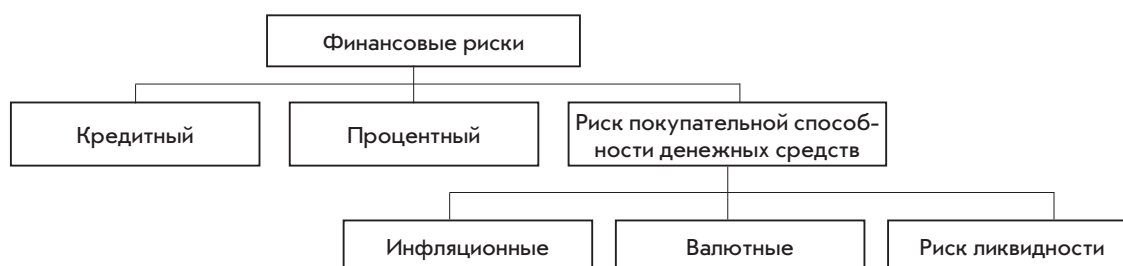 Финансовые риски
Кредитный
Процентный
Риск покупательной способ-
ности денежных средств
Инфляционные
Валютные
Риск ликвидности